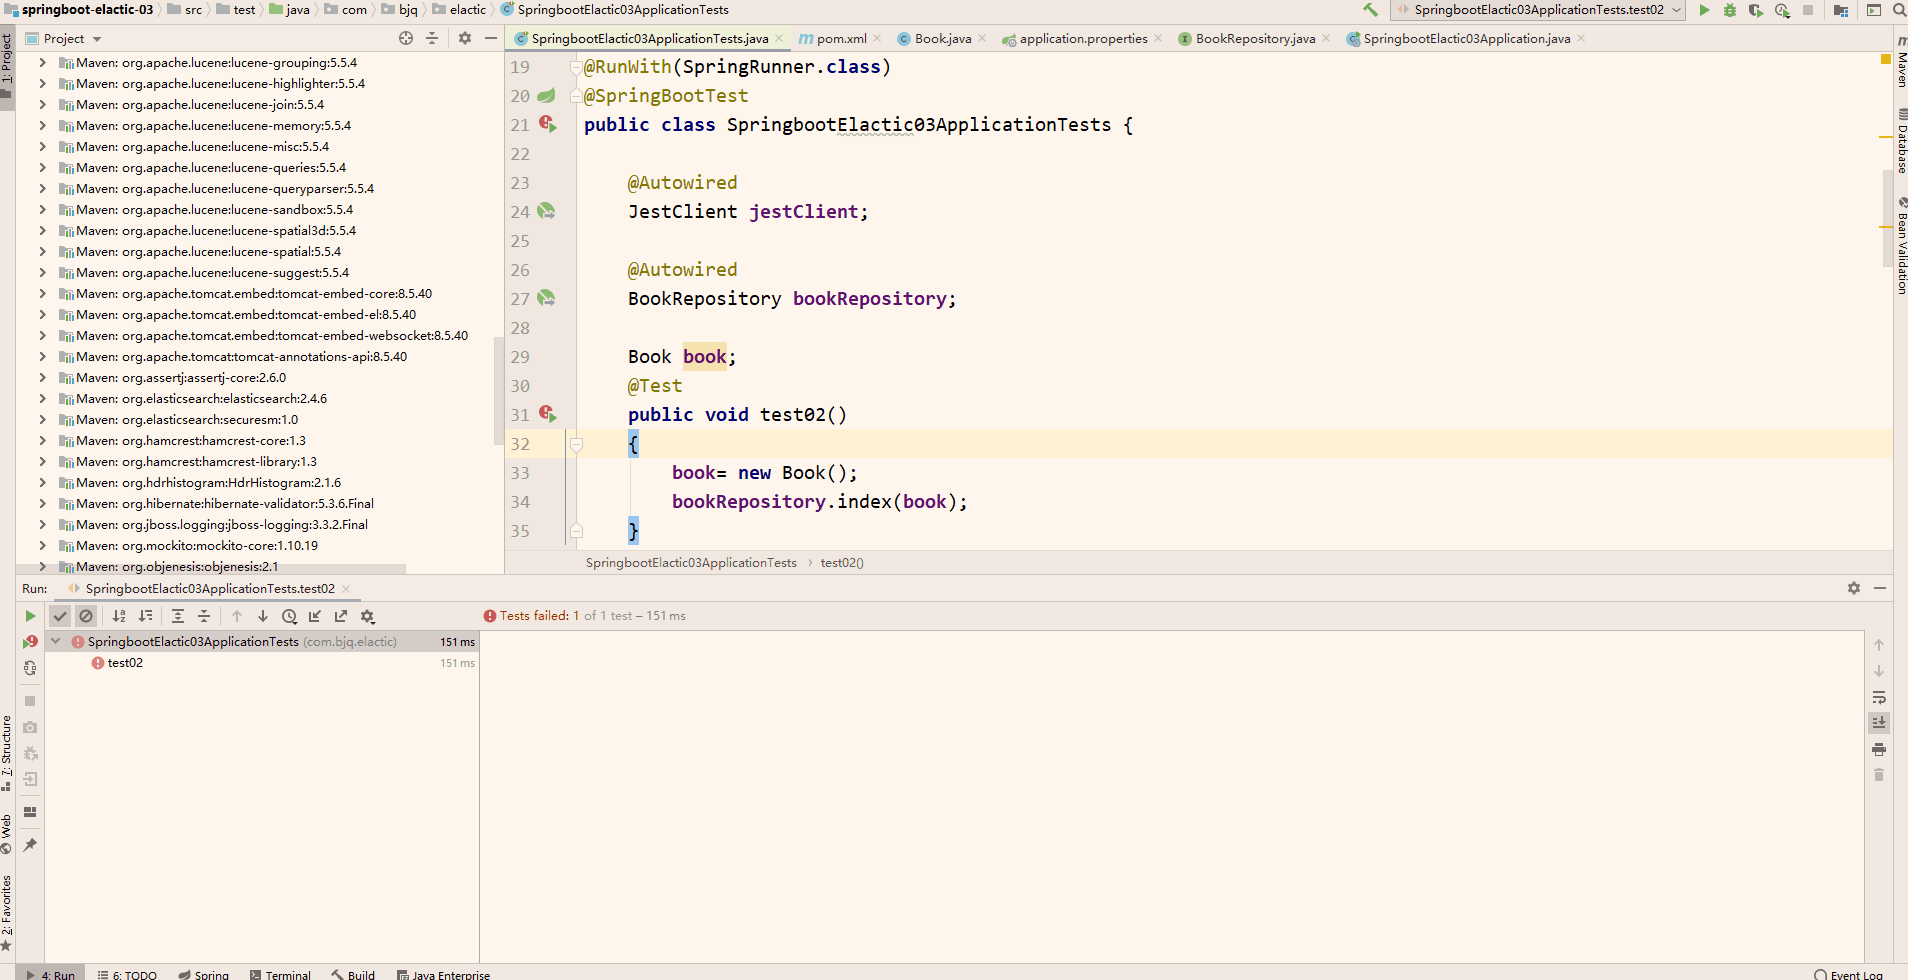 springboot-elactic-03 src test java com bjq elactic SpringbootElactic03ApplicationTests
SpringbootElactic03ApplicationTests.test02
Project
SpringbootElactic03ApplicationTests.java pom.xml Book.java application.properties BookRepository.java SpringbootElactic03Application.java
1: Project
Maven: org.apache.lucene:lucene-grouping:5.5.4
Maven: org.apache.lucene:lucene-highlighter:5.5.4
Maven: org.apache.lucene:lucene-join:5.5.4
Maven: org.apache.lucene:lucene-memory:5.5.4
Maven: org.apache.lucene:lucene-misc:5.5.4
Maven: org.apache.lucene:lucene-queries:5.5.4
Maven: org.apache.lucene:lucene-queryparser:5.5.4
Maven: org.apache.lucene:lucene-sandbox:5.5.4
Maven: org.apache.lucene:lucene-spatial3d:5.5.4
Maven: org.apache.lucene:lucene-spatial:5.5.4
Maven: org.apache.lucene:lucene-suggest:5.5.4
Maven: org.apache.tomcat.embed:tomcat-embed-core:8.5.40
Maven: org.apache.tomcat.embed:tomcat-embed-el:8.5.40
Maven: org.apache.tomcat.embed:tomcat-embed-websocket:8.5.40
Maven: org.apache.tomcat:tomcat-annotations-api:8.5.40
Maven: org.assertj:assertj-core:2.6.0
Maven: org.elasticsearch:elasticsearch:2.4.6
Maven: org.elasticsearch:securesm:1.0
Maven: org.hamcrest:hamcrest-core:1.3
Maven: org.hamcrest:hamcrest-library:1.3
Maven: org.hdrhistogram:HdrHistogram:2.1.6
Maven: org.hibernate:hibernate-validator:5.3.6.Final
Maven: org.jboss.logging:jboss-logging:3.3.2.Final
Maven: org.mockito:mockito-core:1.10.19
Maven: org.objenesis:objenesis:2.1
19 @RunWith(SpringRunner.class)
20 @SpringBootTest
21 public class SpringbootElactic03ApplicationTests {
22
23 @Autowired
24 JestClient jestClient;
25
26 @Autowired
27 BookRepository bookRepository;
28
29 Book book;
30 @Test
31 public void test02()
32 {
33 book= new Book();
34 bookRepository.index(book);
35 }
SpringbootElactic03ApplicationTests test02()
Maven
Database
Bean Validation
Run: SpringbootElactic03ApplicationTests.test02
Tests failed: 1 of 1 test – 151 ms
SpringbootElactic03ApplicationTests (com.bjq.elactic) 151 ms
test02 151 ms
7: Structure
Web
2: Favorites
4: Run 6: TODO Spring Terminal Build Java Enterprise Event Log